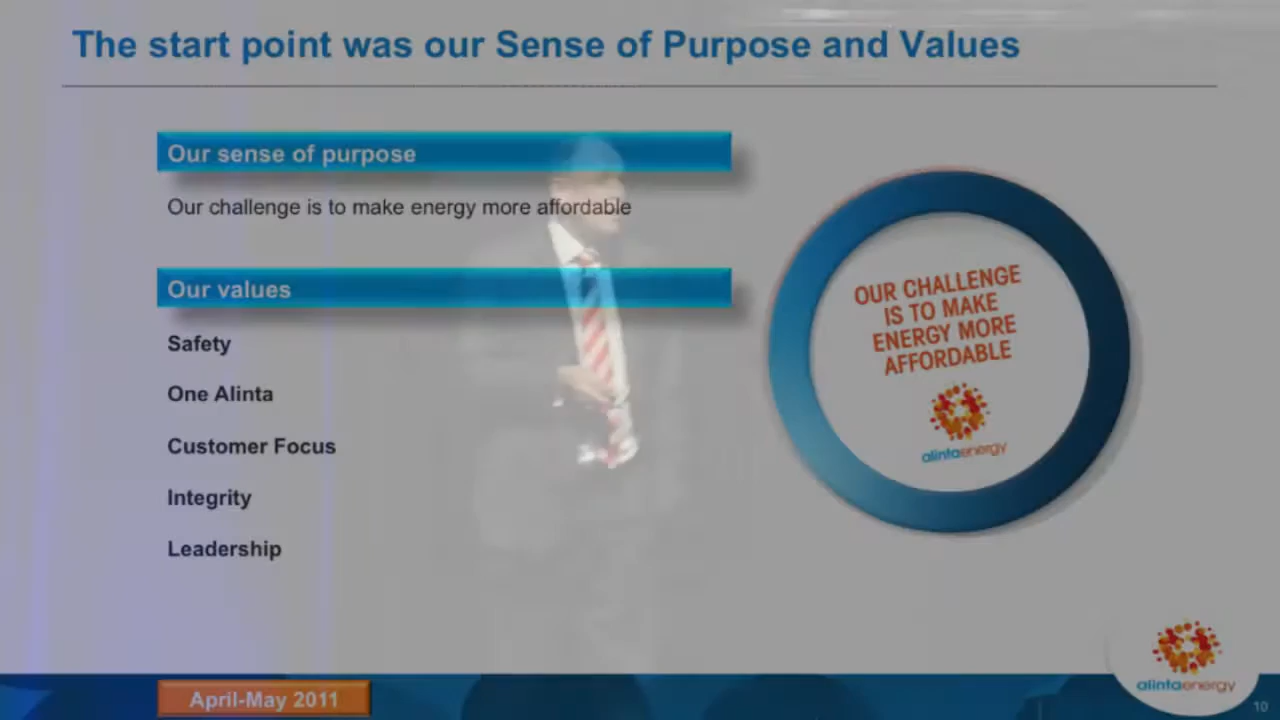 The start point was our Sense of Purpose and Values
Our sense of purpose
Our challenge is to make energy more affordable
Our values
Safety
One Alinta
Customer Focus
Integrity
Leadership
OUR CHALLENGE
IS TO MAKE
ENERGY MORE
AFFORDABLE
alintaenergy
April-May 2011
alintaenergy
10